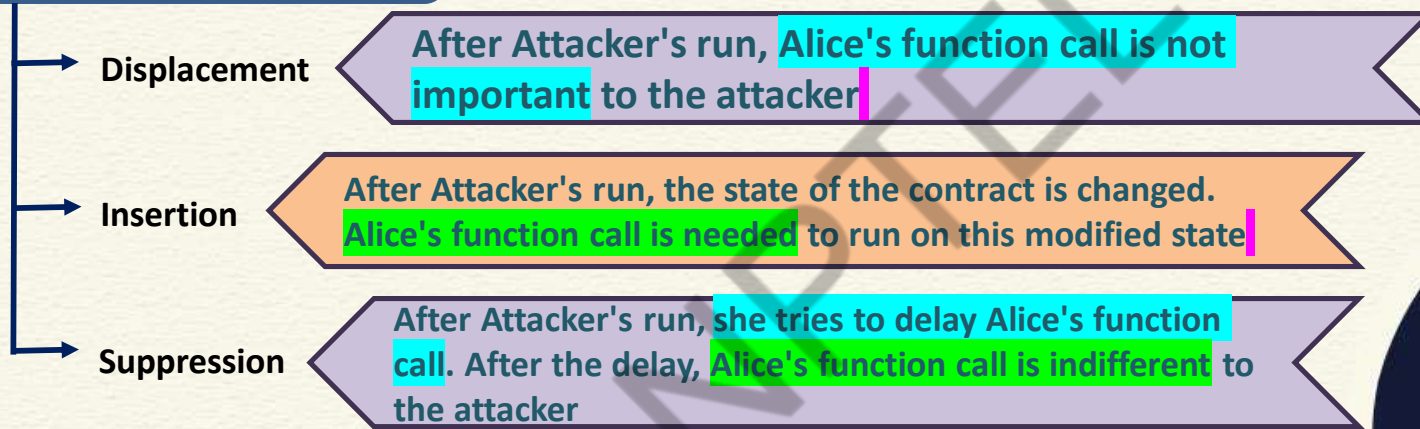 Displacement
After Attacker's run, Alice's function call is not
important to the attacker
Insertion
After Attacker's run, the state of the contract is changed.
Alice's function call is needed to run on this modified state
Suppression
After Attacker's run, she tries to delay Alice's function
call. After the delay, Alice's function call is indifferent to
the attacker
NPTEL